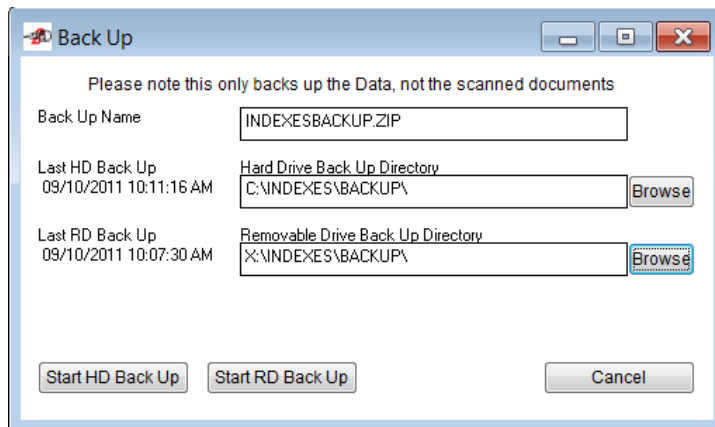 Back Up
Please note this only backs up the Data, not the scanned documents
Back Up Name
INDEXESBACKUP.ZIP
Last HD Back Up
Hard Drive Back Up Directory
09/10/2011 10:11:16 AM
C:\INDEXES\BACKUP\
Browse
Last RD Back Up
Removable Drive Back Up Directory
09/10/2011 10:07:30 AM
X:\INDEXES\BACKUP\
Browse
Start HD Back Up
Start RD Back Up
Cancel